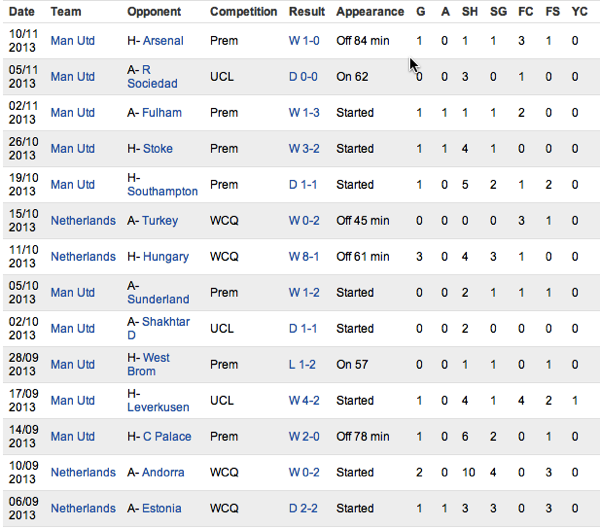 Date Team Opponent Competition Result Appearance G A SH SG FC FS YC
10/11 2013 Man Utd H- Arsenal Prem W 1-0 Off 84 min 1 0 1 1 3 1 0
05/11 2013 Man Utd A- R Sociedad UCL D 0-0 On 62 0 0 3 0 1 0 0
02/11 2013 Man Utd A- Fulham Prem W 1-3 Started 1 1 1 1 2 0 0
26/10 2013 Man Utd H- Stoke Prem W 3-2 Started 1 1 4 1 0 0 0
19/10 2013 Man Utd H- Southampton Prem D 1-1 Started 1 0 5 2 1 2 0
15/10 2013 Netherlands A- Turkey WCQ W 0-2 Off 45 min 0 0 0 0 3 1 0
11/10 2013 Netherlands H- Hungary WCQ W 8-1 Off 61 min 3 0 4 3 1 0 0
05/10 2013 Man Utd A- Sunderland Prem W 1-2 Started 0 0 2 1 1 1 0
02/10 2013 Man Utd A- Shakhtar D UCL D 1-1 Started 0 0 2 0 0 0 0
28/09 2013 Man Utd H- West Brom Prem L 1-2 On 57 0 0 1 1 0 1 0
17/09 2013 Man Utd H- Leverkusen UCL W 4-2 Started 1 0 4 1 4 2 1
14/09 2013 Man Utd H- C Palace Prem W 2-0 Off 78 min 1 0 6 2 0 1 0
10/09 2013 Netherlands A- Andorra WCQ W 0-2 Started 2 0 10 4 0 3 0
06/09 2013 Netherlands A- Estonia WCQ D 2-2 Started 1 1 3 3 0 3 0